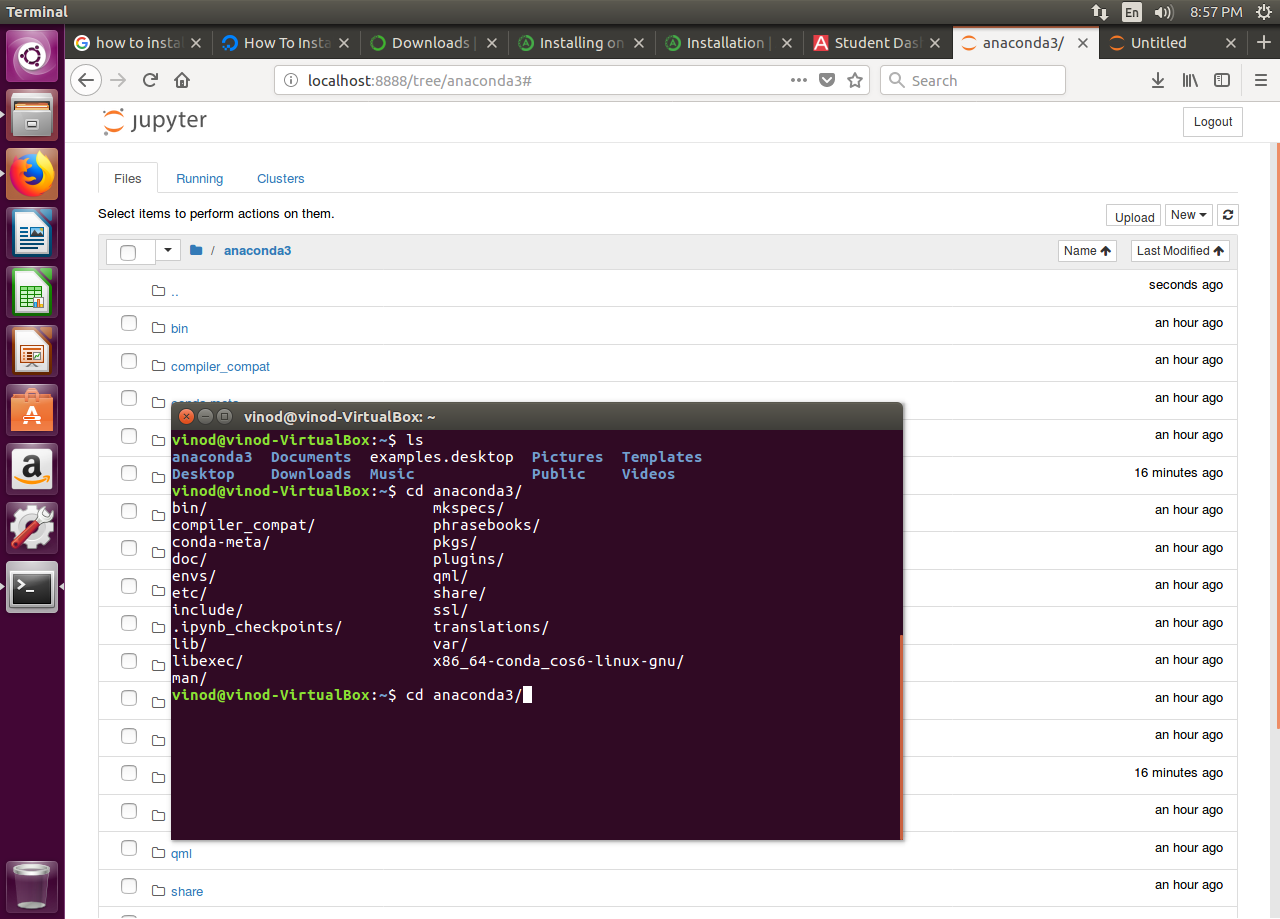 Terminal
En
8:57 PM
how to insta
How To Insta
Downloads |
Installing on
Installation |
Student Das
anaconda3/
Untitled
localhost:8888/tree/anaconda3#
Search
jupyter
Logout
Files
Running
Clusters
Select items to perform actions on them.
Upload
New
/ anaconda3
Name
Last Modified
.. seconds ago
bin an hour ago
compiler_compat an hour ago
conda-meta an hour ago
an hour ago
16 minutes ago
an hour ago
an hour ago
an hour ago
an hour ago
an hour ago
an hour ago
an hour ago
16 minutes ago
an hour ago
qml an hour ago
share an hour ago
vinod@vinod-VirtualBox: ~
vinod@vinod-VirtualBox:~$ ls
anaconda3 Documents examples.desktop Pictures Templates
Desktop Downloads Music Public Videos
vinod@vinod-VirtualBox:~$ cd anaconda3/
bin/ mkspecs/
compiler_compat/ phrasebooks/
conda-meta/ pkgs/
doc/ plugins/
envs/ qml/
etc/ share/
include/ ssl/
.ipynb_checkpoints/ translations/
lib/ var/
libexec/ x86_64-conda_cos6-linux-gnu/
man/
vinod@vinod-VirtualBox:~$ cd anaconda3/